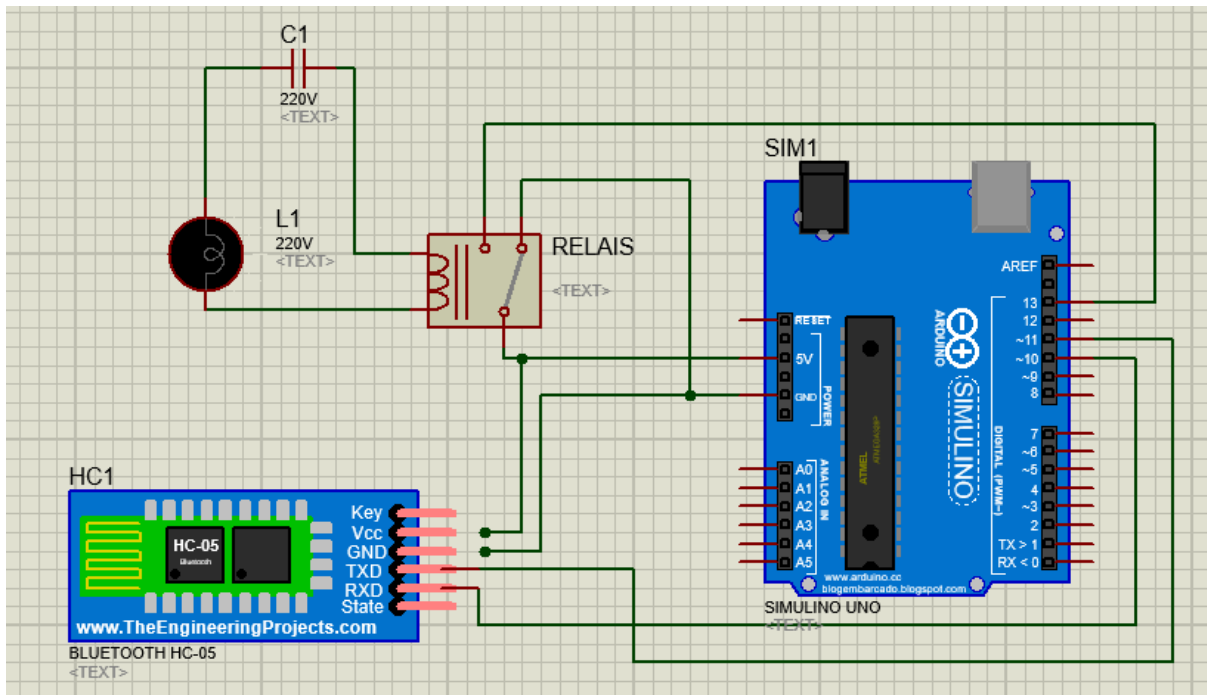 C1
220V
<TEXT>
L1
220V
<TEXT>
RELAIS
<TEXT>
SIM1
AREF
13
12
~11
~10
~9
8
RESET
5V
GND
POWER
ARDUINO
SIMULINO
ATMEL
ATMEGA328P
DIGITAL (PWM~)
7
~6
~5
4
~3
2
TX > 1
RX < 0
ANALOG IN
A0
A1
A2
A3
A4
A5
www.arduino.cc
blogembarcado.blogspot.com
SIMULINO UNO
<TEXT>
HC1
HC-05
Bluetooth
Key
Vcc
GND
TXD
RXD
State
www.TheEngineeringProjects.com
BLUETOOTH HC-05
<TEXT>